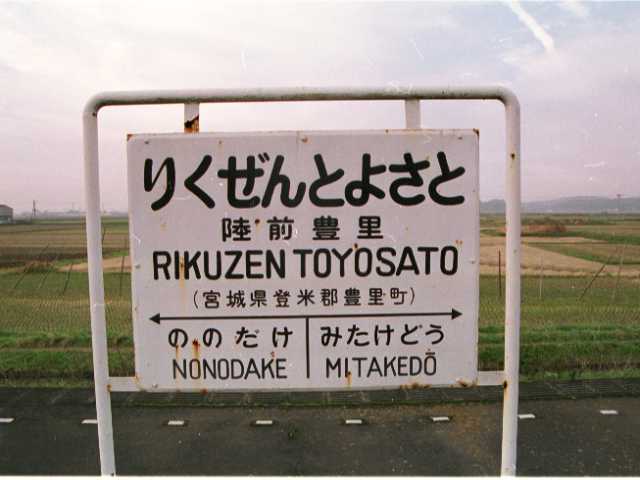 りくぜんとよさと
陸前豊里
RIKUZEN TOYOSATO
(宮城県登米郡豊里町)
ののだけ みたけどう
NONODAKE MITAKEDŌ